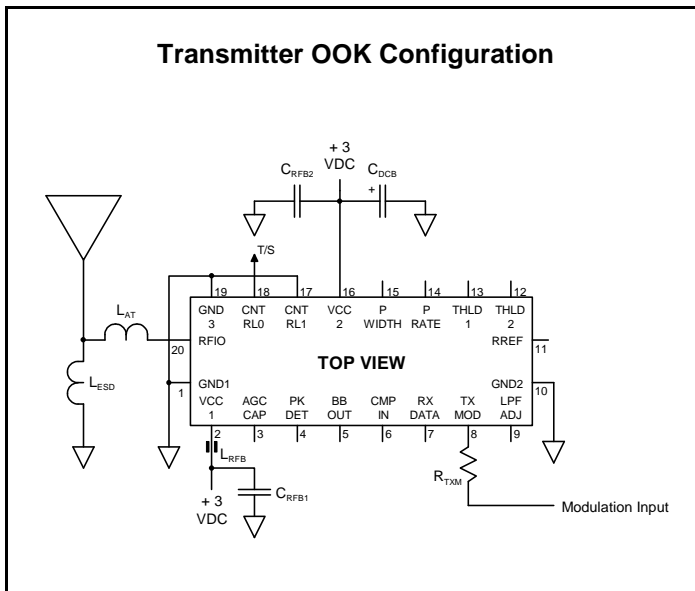 Transmitter OOK Configuration
+ 3
VDC
CRFB2
CDCB
+
T/S
19
18
17
16
15
14
13
12
GND
3
CNT
RL0
CNT
RL1
VCC
2
P
WIDTH
P
RATE
THLD
1
THLD
2
LAT
20
RFIO
RREF
11
TOP VIEW
LESD
1
GND1
GND2
10
VCC
1
AGC
CAP
PK
DET
BB
OUT
CMP
IN
RX
DATA
TX
MOD
LPF
ADJ
2
3
4
5
6
7
8
9
LRFB
RTXM
+ 3
VDC
CRFB1
Modulation Input